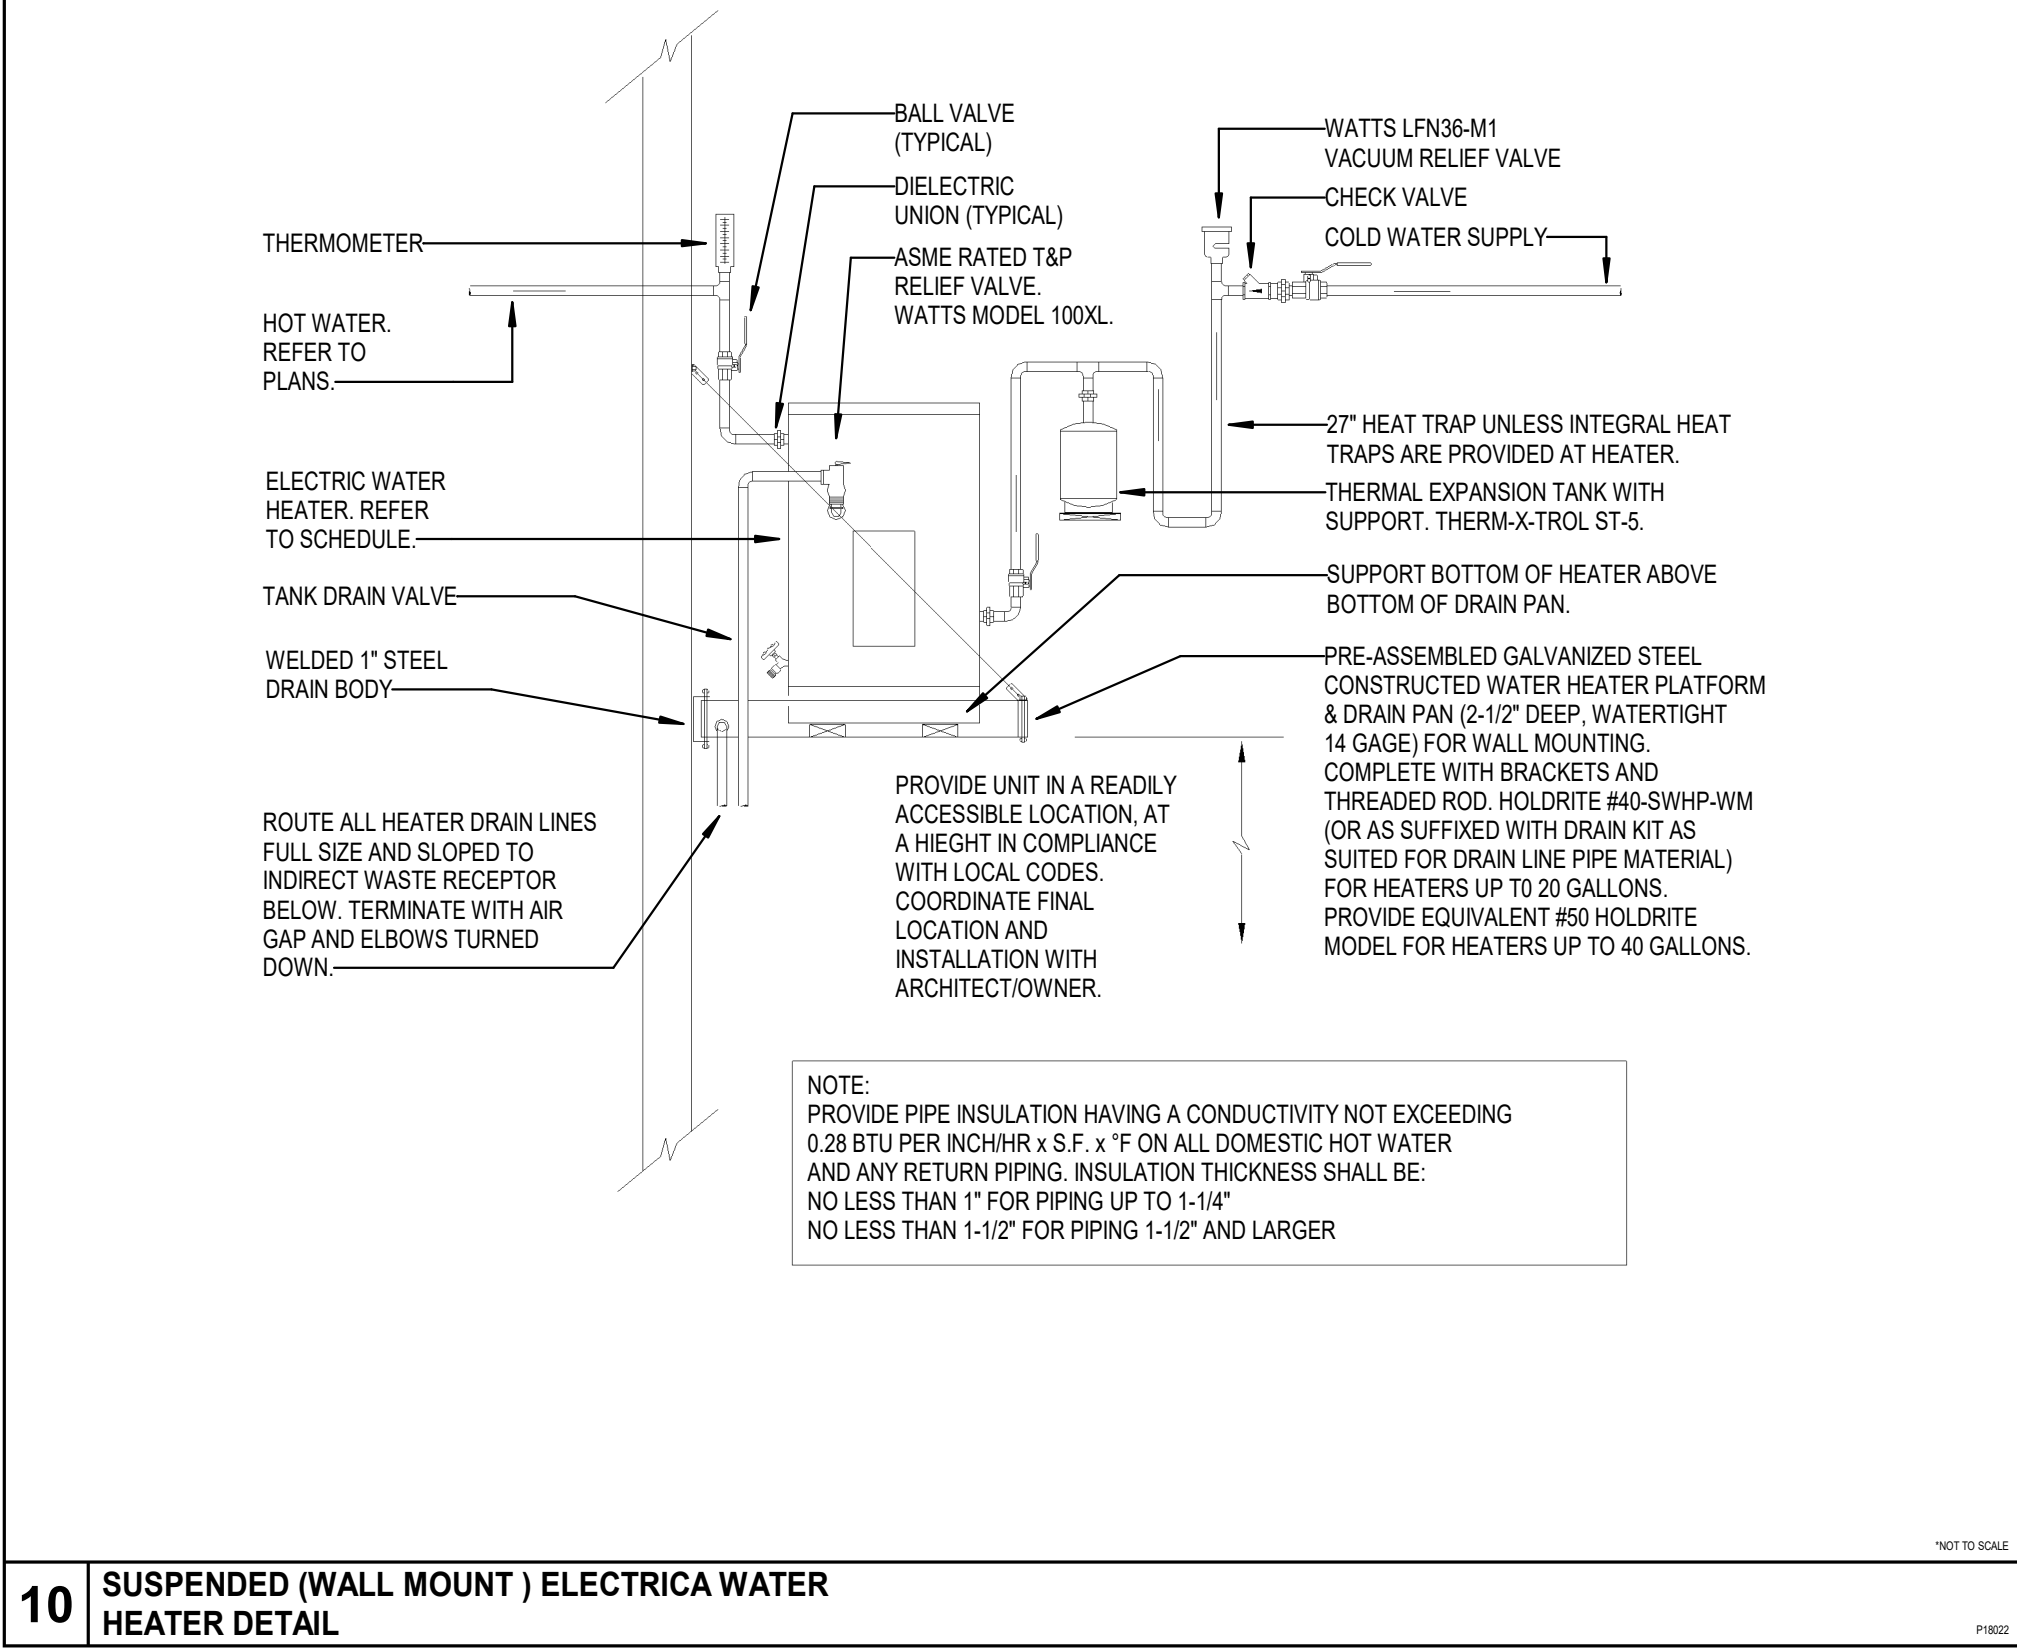 BALL VALVE
(TYPICAL)
DIELECTRIC
UNION (TYPICAL)
ASME RATED T&P
RELIEF VALVE.
WATTS MODEL 100XL.
WATTS LFN36-M1
VACUUM RELIEF VALVE
CHECK VALVE
COLD WATER SUPPLY
THERMOMETER
HOT WATER.
REFER TO
PLANS.
ELECTRIC WATER
HEATER. REFER
TO SCHEDULE.
TANK DRAIN VALVE
WELDED 1" STEEL
DRAIN BODY
ROUTE ALL HEATER DRAIN LINES
FULL SIZE AND SLOPED TO
INDIRECT WASTE RECEPTOR
BELOW. TERMINATE WITH AIR
GAP AND ELBOWS TURNED
DOWN.
27" HEAT TRAP UNLESS INTEGRAL HEAT
TRAPS ARE PROVIDED AT HEATER.
THERMAL EXPANSION TANK WITH
SUPPORT. THERM-X-TROL ST-5.
SUPPORT BOTTOM OF HEATER ABOVE
BOTTOM OF DRAIN PAN.
PRE-ASSEMBLED GALVANIZED STEEL
CONSTRUCTED WATER HEATER PLATFORM
& DRAIN PAN (2-1/2" DEEP, WATERTIGHT
14 GAGE) FOR WALL MOUNTING.
COMPLETE WITH BRACKETS AND
THREADED ROD. HOLDRITE #40-SWHP-WM
(OR AS SUFFIXED WITH DRAIN KIT AS
SUITED FOR DRAIN LINE PIPE MATERIAL)
FOR HEATERS UP T0 20 GALLONS.
PROVIDE EQUIVALENT #50 HOLDRITE
MODEL FOR HEATERS UP TO 40 GALLONS.
PROVIDE UNIT IN A READILY
ACCESSIBLE LOCATION, AT
A HIEGHT IN COMPLIANCE
WITH LOCAL CODES.
COORDINATE FINAL
LOCATION AND
INSTALLATION WITH
ARCHITECT/OWNER.
NOTE:
PROVIDE PIPE INSULATION HAVING A CONDUCTIVITY NOT EXCEEDING
0.28 BTU PER INCH/HR x S.F. x °F ON ALL DOMESTIC HOT WATER
AND ANY RETURN PIPING. INSULATION THICKNESS SHALL BE:
NO LESS THAN 1" FOR PIPING UP TO 1-1/4"
NO LESS THAN 1-1/2" FOR PIPING 1-1/2" AND LARGER
*NOT TO SCALE
10
SUSPENDED (WALL MOUNT ) ELECTRICA WATER
HEATER DETAIL
P18022